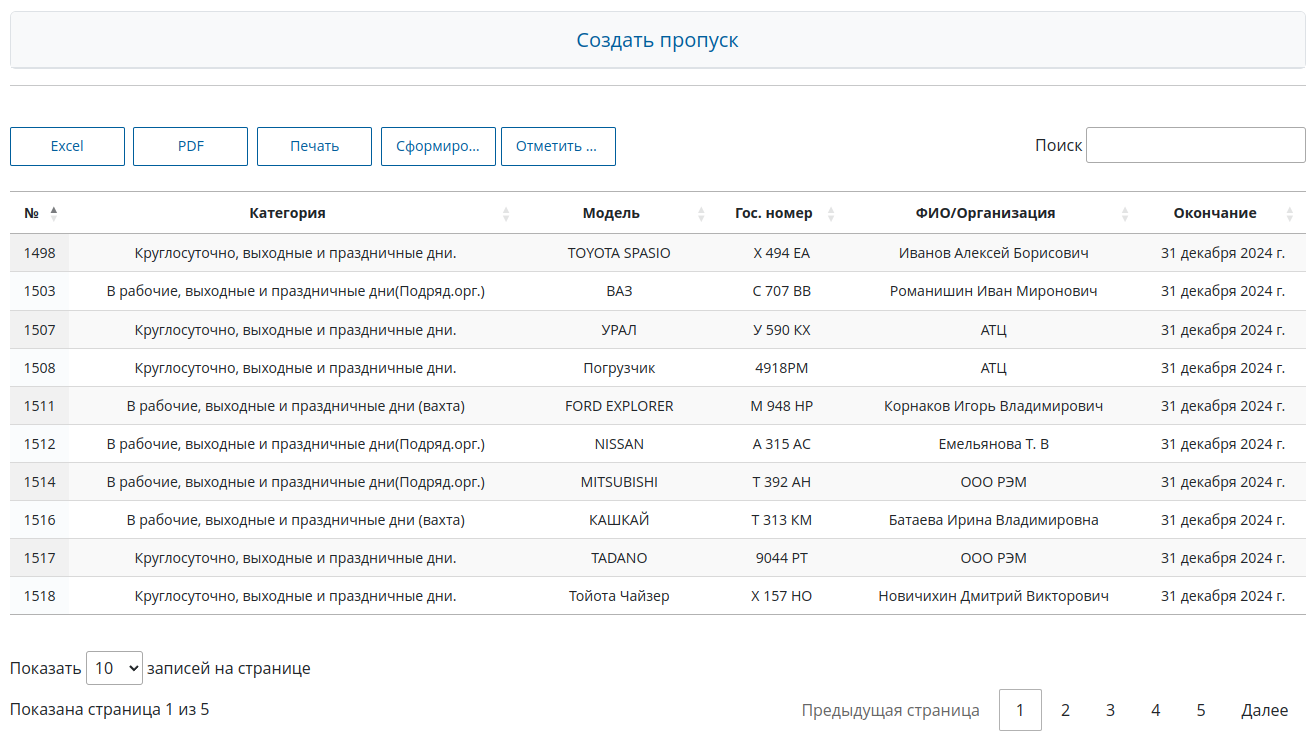 Создать пропуск
Excel PDF Печать Сформиро... Отметить ... Поиск
№ Категория Модель Гос. номер ФИО/Организация Окончание
1498 Круглосуточно, выходные и праздничные дни. TOYOTA SPASIO Х 494 ЕА Иванов Алексей Борисович 31 декабря 2024 г.
1503 В рабочие, выходные и праздничные дни(Подряд.орг.) ВАЗ С 707 ВВ Романишин Иван Миронович 31 декабря 2024 г.
1507 Круглосуточно, выходные и праздничные дни. УРАЛ У 590 КХ АТЦ 31 декабря 2024 г.
1508 Круглосуточно, выходные и праздничные дни. Погрузчик 4918РМ АТЦ 31 декабря 2024 г.
1511 В рабочие, выходные и праздничные дни (вахта) FORD EXPLORER М 948 НР Корнаков Игорь Владимирович 31 декабря 2024 г.
1512 В рабочие, выходные и праздничные дни(Подряд.орг.) NISSAN А 315 АС Емельянова Т. В 31 декабря 2024 г.
1514 В рабочие, выходные и праздничные дни(Подряд.орг.) MITSUBISHI Т 392 АН ООО РЭМ 31 декабря 2024 г.
1516 В рабочие, выходные и праздничные дни (вахта) КАШКАЙ Т 313 КМ Батаева Ирина Владимировна 31 декабря 2024 г.
1517 Круглосуточно, выходные и праздничные дни. TADANO 9044 РТ ООО РЭМ 31 декабря 2024 г.
1518 Круглосуточно, выходные и праздничные дни. Тойота Чайзер Х 157 НО Новичихин Дмитрий Викторович 31 декабря 2024 г.
Показать 10 записей на странице
Показана страница 1 из 5 Предыдущая страница 1 2 3 4 5 Далее